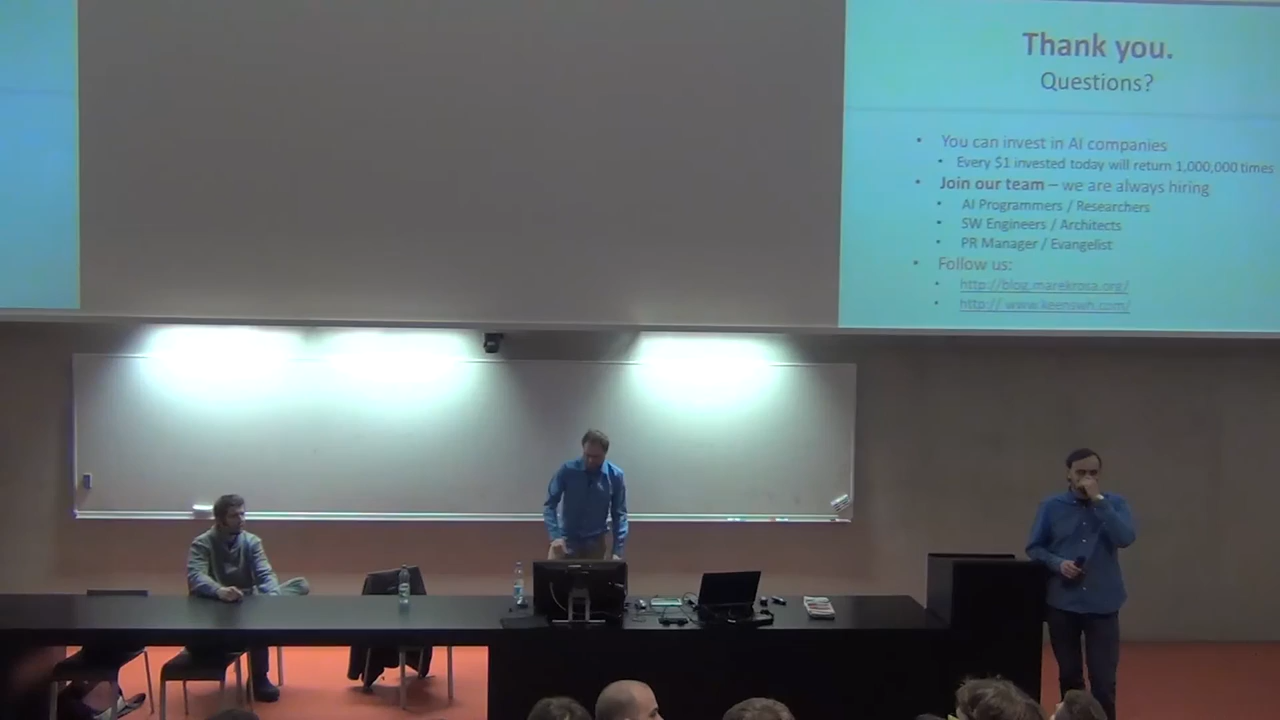 Thank you.
Questions?
• You can invest in AI companies
• Every $1 invested today will return 1,000,000 times
• Join our team – we are always hiring
• AI Programmers / Researchers
• SW Engineers / Architects
• PR Manager / Evangelist
• Follow us:
• http://blog.marekrosa.org/
• http:// www.keenswh.com/